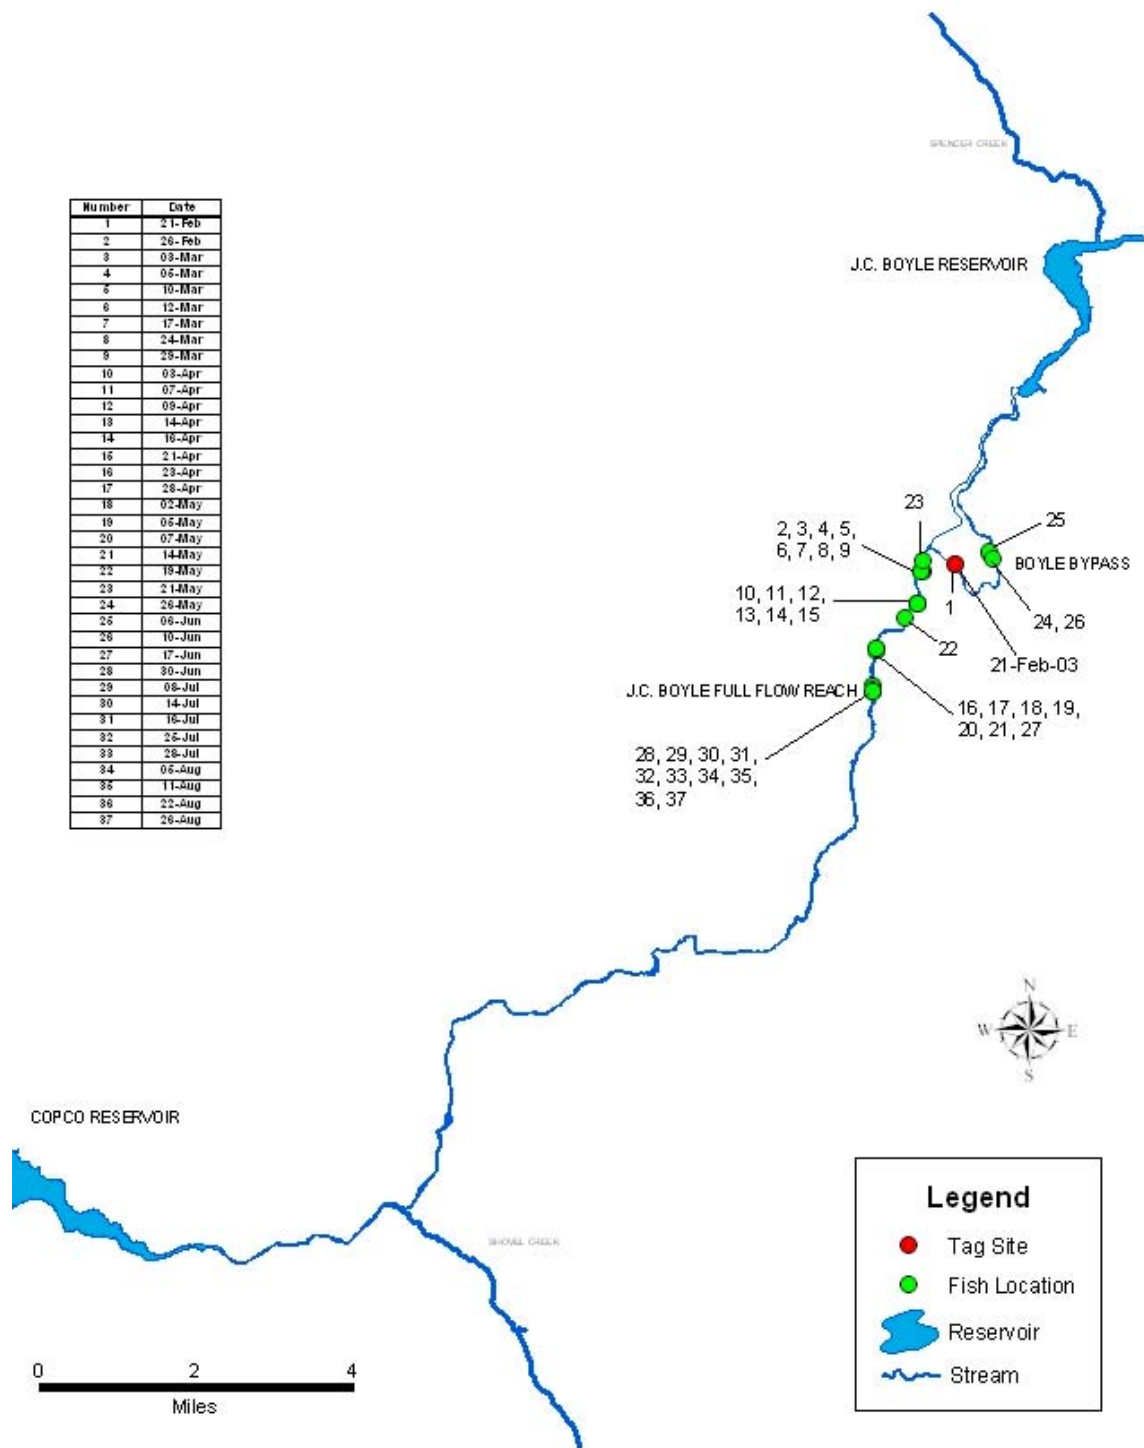 SPENCER CREEK
J.C. BOYLE RESERVOIR
Number Date
1 21-Feb
2 26-Feb
3 03-Mar
4 05-Mar
5 10-Mar
6 12-Mar
7 17-Mar
8 24-Mar
9 29-Mar
10 03-Apr
11 07-Apr
12 09-Apr
13 14-Apr
14 16-Apr
15 21-Apr
16 23-Apr
17 28-Apr
18 02-May
19 05-May
20 07-May
21 14-May
22 19-May
23 21-May
24 26-May
25 06-Jun
26 10-Jun
27 17-Jun
28 30-Jun
29 08-Jul
30 14-Jul
31 16-Jul
32 25-Jul
33 28-Jul
34 05-Aug
35 11-Aug
36 22-Aug
37 26-Aug
23
2, 3, 4, 5,
6, 7, 8, 9
25
BOYLE BYPASS
10, 11, 12,
13, 14, 15
1
24, 26
22
21-Feb-03
J.C. BOYLE FULL FLOW REACH
16, 17, 18, 19,
20, 21, 27
28, 29, 30, 31,
32, 33, 34, 35,
36, 37
N
W E
S
COPCO RESERVOIR
SHOVEL CREEK
Legend
Tag Site
Fish Location
Reservoir
Stream
0 2 4
Miles